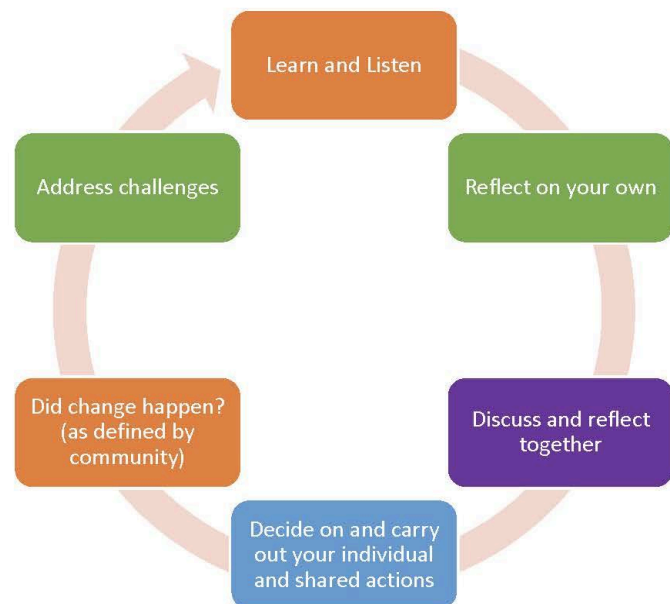 Learn and Listen
Reflect on your own
Discuss and reflect
together
Decide on and carry
out your individual
and shared actions
Did change happen?
(as defined by
community)
Address challenges